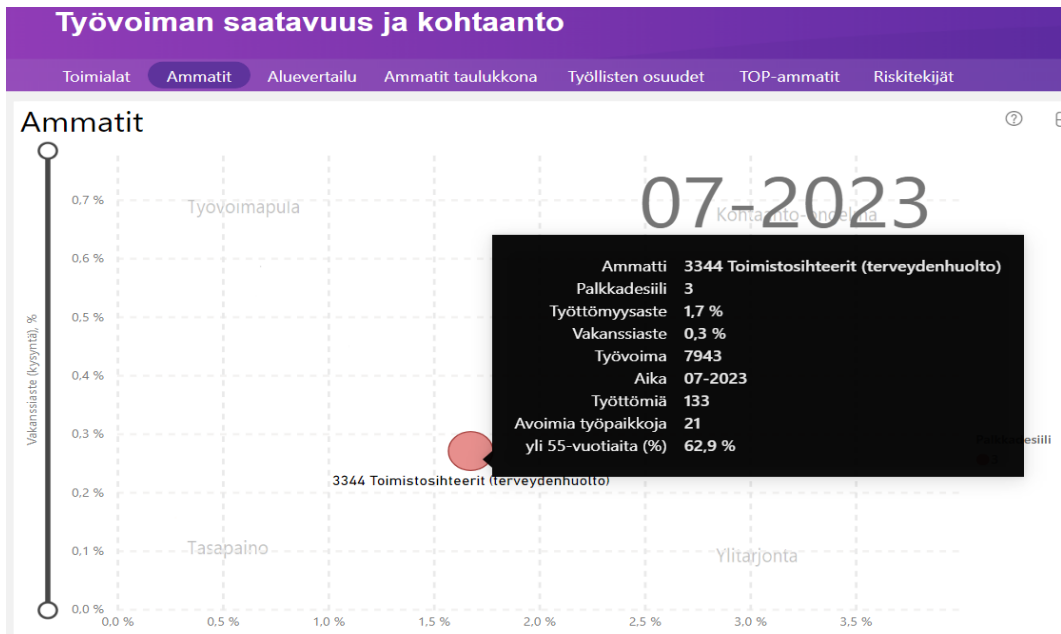 Työvoiman saatavuus ja kohtaanto
Toimialat Ammatit Aluevertailu Ammatit taulukkona Työllisten osuudet TOP-ammatit Riskitekijät
Ammatit
07-2023
0,7 %
Työvoimapula
0,6 %
Ammatti 3344 Toimistosihteerit (terveydenhuolto)
Palkkadesiili 3
0,5 %
Työttömyysaste 1,7 %
Vakanssiaste 0,3 %
Työvoima 7943
0,4 %
Aika 07-2023
Työttömiä 133
Avoimia työpaikkoja 21
0,3 %
yli 55-vuotiaita (%) 62,9 %
Vakanssiaste (kysyntä), %
3344 Toimistosihteerit (terveydenhuolto)
0,2 %
0,1 %
Tasapaino
Ylitarjonta
0,0 %
0,0 % 0,5 % 1,0 % 1,5 % 2,0 % 2,5 % 3,0 % 3,5 %